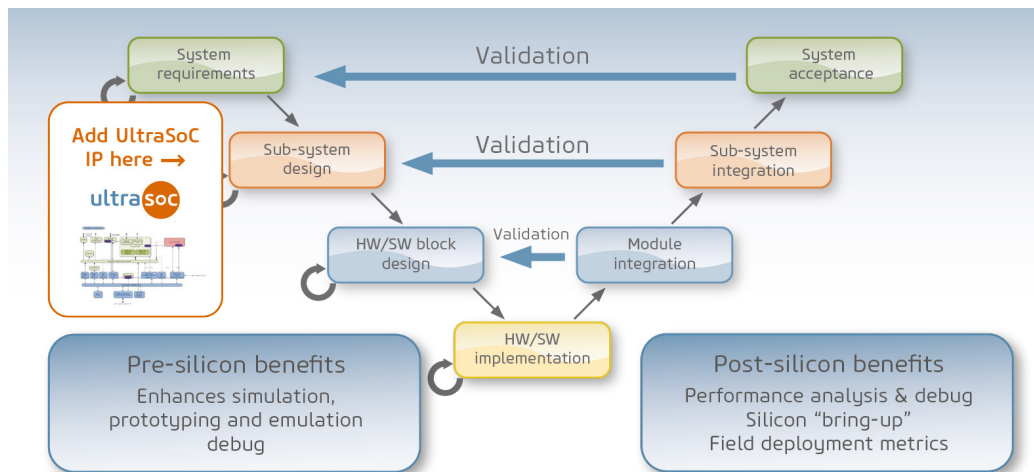 System
requirements
Validation
System
acceptance
Add UltraSoC
IP here →
ultrasoc
Sub-system
design
Validation
Sub-system
integration
HW/SW block
design
Validation
Module
integration
HW/SW
implementation
Pre-silicon benefits
Enhances simulation,
prototyping and emulation
debug
Post-silicon benefits
Performance analysis & debug
Silicon “bring-up”
Field deployment metrics